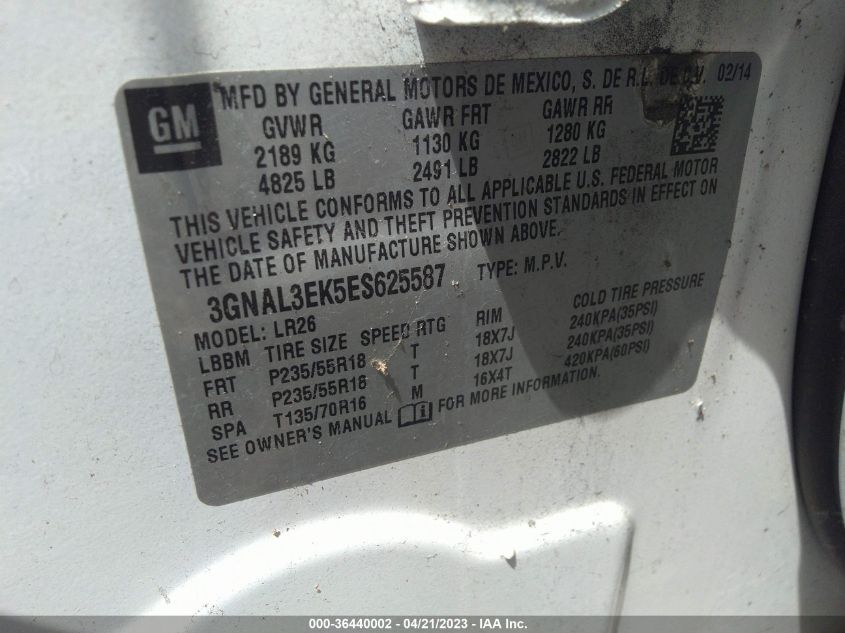 GM
MFD BY GENERAL MOTORS DE MEXICO, S. DE R.L. DE C.V. 02/14
GVWR GAWR FRT GAWR RR
2189 KG 1130 KG 1280 KG
4825 LB 2491 LB 2822 LB
THIS VEHICLE CONFORMS TO ALL APPLICABLE U.S. FEDERAL MOTOR
VEHICLE SAFETY AND THEFT PREVENTION STANDARDS IN EFFECT ON
THE DATE OF MANUFACTURE SHOWN ABOVE.
3GNAL3EK5ES625587 TYPE: M.P.V.
MODEL: LR26
LBBM TIRE SIZE SPEED RTG RIM COLD TIRE PRESSURE
FRT P235/55R18 T 18X7J 240KPA(35PSI)
RR P235/55R18 T 18X7J 240KPA(35PSI)
SPA T135/70R16 M 16X4T 420KPA(60PSI)
SEE OWNER'S MANUAL FOR MORE INFORMATION.
000-36440002 - 04/21/2023 - IAA Inc.